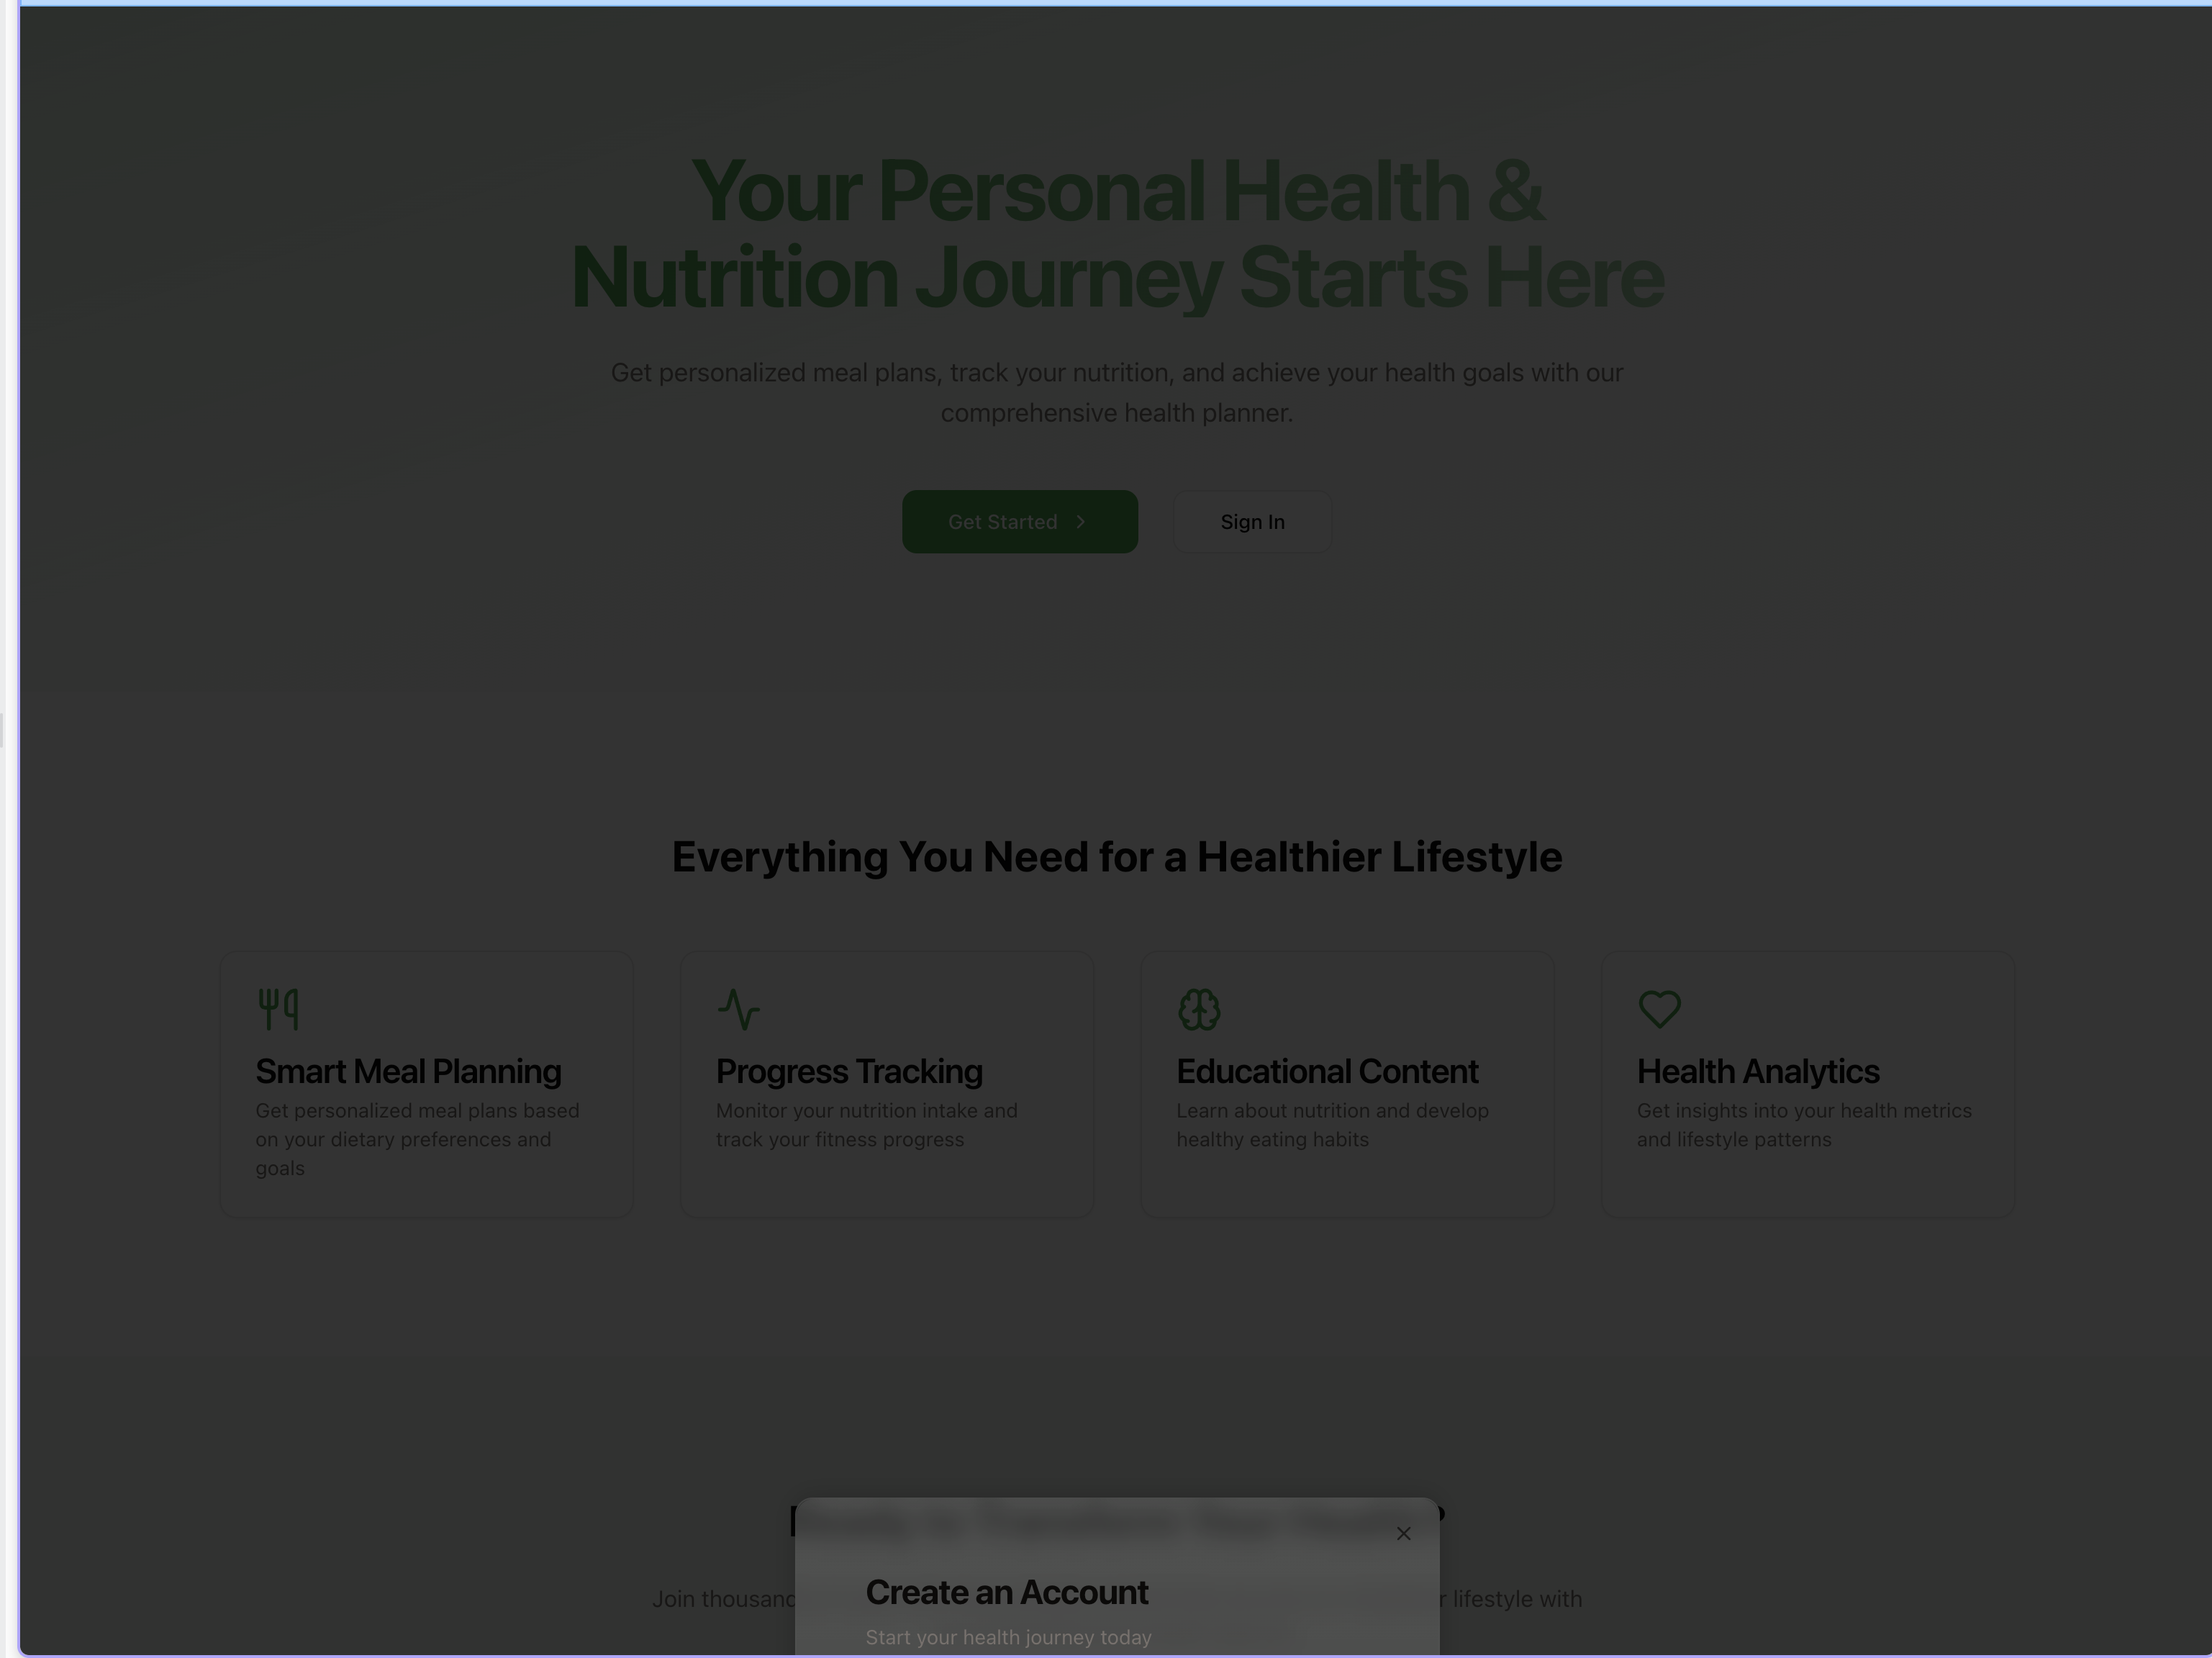 Your Personal Health &
Nutrition Journey Starts Here
Get personalized meal plans, track your nutrition, and achieve your health goals with our
comprehensive health planner.
Get Started
Sign In
Everything You Need for a Healthier Lifestyle
Smart Meal Planning
Get personalized meal plans based
on your dietary preferences and
goals
Progress Tracking
Monitor your nutrition intake and
track your fitness progress
Educational Content
Learn about nutrition and develop
healthy eating habits
Health Analytics
Get insights into your health metrics
and lifestyle patterns
Create an Account
Join lifestyle with
Start your health journey today